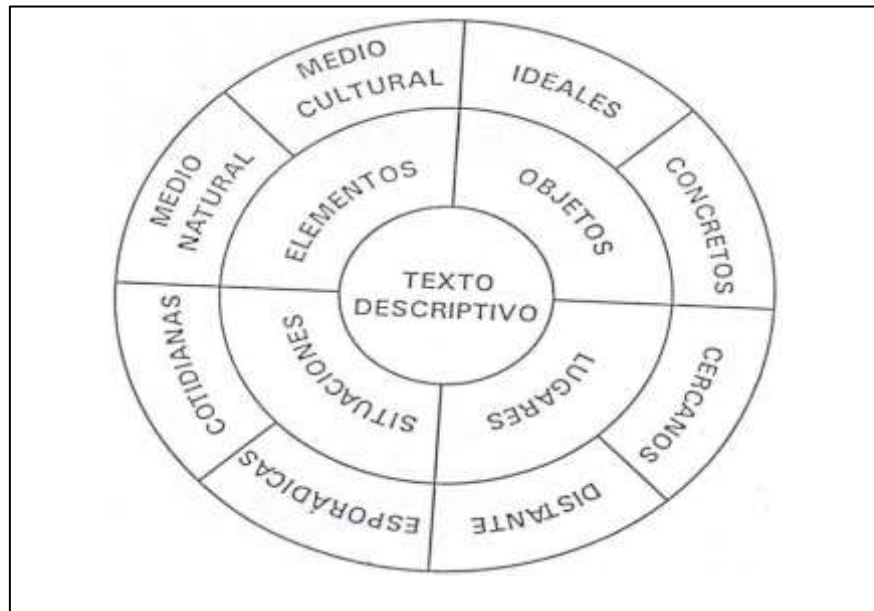 MEDIO
CULTURAL
IDEALES
MEDIO
NATURAL
ELEMENTOS
OBJETOS
CONCRETOS
TEXTO
DESCRIPTIVO
COTIDIANAS
SITUACIONES
LUGARES
CERCANOS
ESPORÁDICAS
DISTANTE